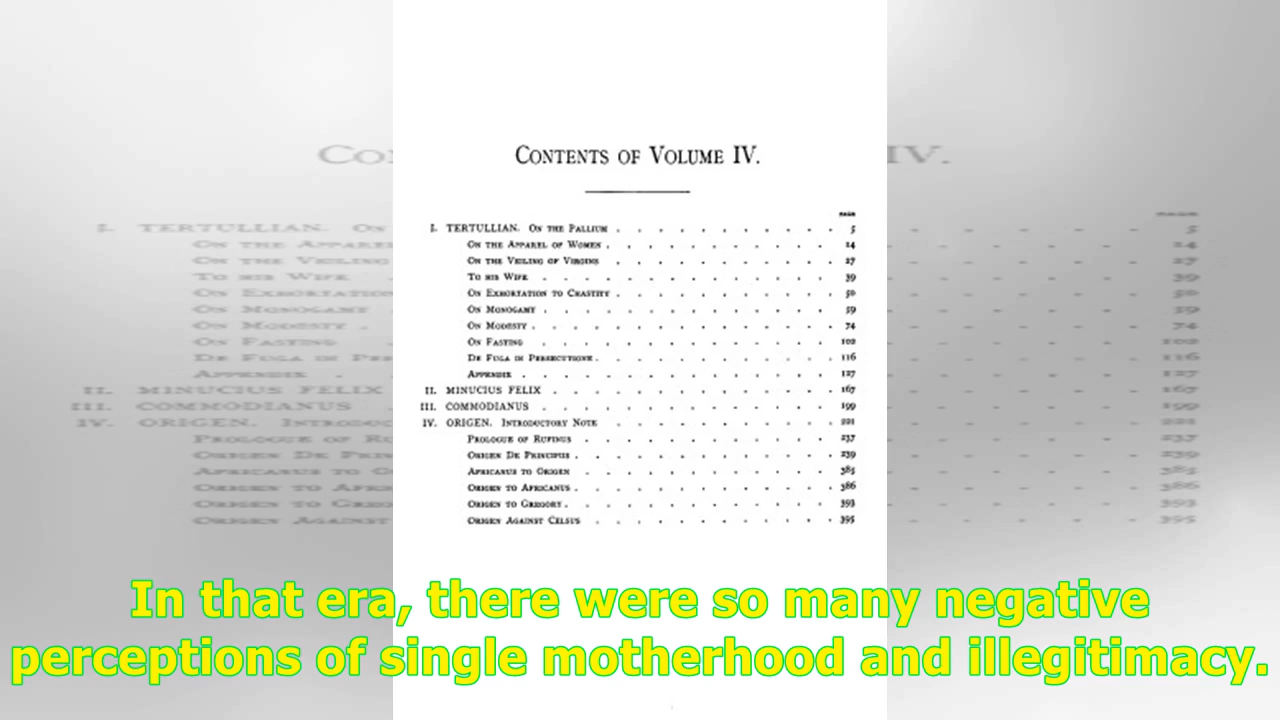 CONTENTS OF VOLUME IV.
PAGE
I. TERTULLIAN. ON THE PALLIUM . . . . . . . . . . . 5
ON THE APPAREL OF WOMEN . . . . . . . . . . . 14
ON THE VEILING OF VIRGINS . . . . . . . . . . . 27
TO HIS WIFE . . . . . . . . . . . . . 39
ON EXHORTATION TO CHASTITY . . . . . . . . . . 50
ON MONOGAMY . . . . . . . . . . . . . 59
ON MODESTY . . . . . . . . . . . . . 74
ON FASTING . . . . . . . . . . . . . 102
DE FUGA IN PERSECUTIONE . . . . . . . . . . . 116
APPENDIX . . . . . . . . . . . . . . 127
II. MINUCIUS FELIX . . . . . . . . . . . . . 167
III. COMMODIANUS . . . . . . . . . . . . . 199
IV. ORIGEN. INTRODUCTORY NOTE . . . . . . . . . . . 221
PROLOGUE OF RUFINUS . . . . . . . . . . . . 237
ORIGEN DE PRINCIPIIS . . . . . . . . . . . . 239
AFRICANUS TO ORIGEN . . . . . . . . . . . . 385
ORIGEN TO AFRICANUS . . . . . . . . . . . . 386
ORIGEN TO GREGORY . . . . . . . . . . . . 393
ORIGEN AGAINST CELSUS . . . . . . . . . . . 395
In that era, there were so many negative
perceptions of single motherhood and illegitimacy.